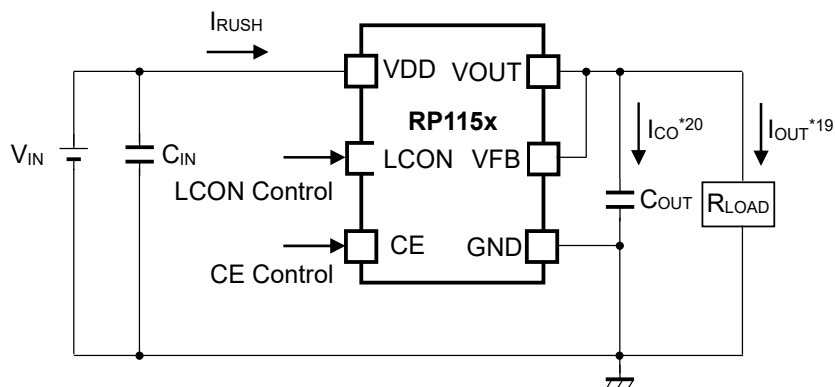 IRUSH
VDD VOUT
RP115x
ICO*20
IOUT*19
VIN
CIN
LCON VFB
LCON Control
COUT
RLOAD
CE GND
CE Control